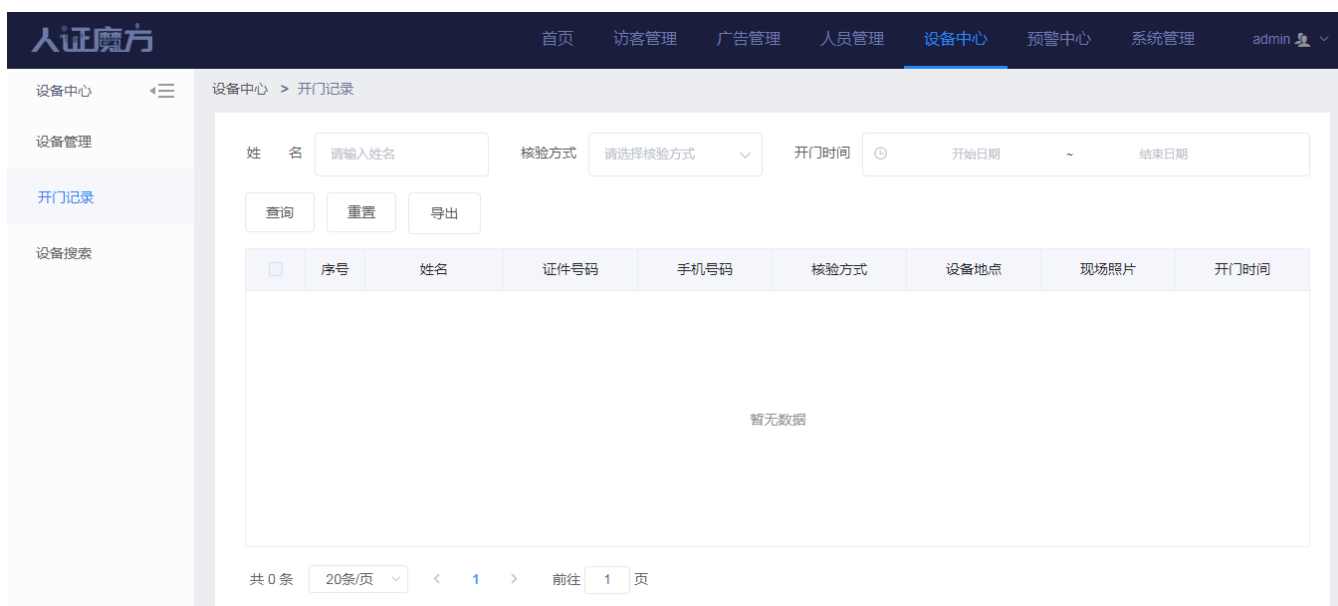 人证魔方 首页 访客管理 广告管理 人员管理 设备中心 预警中心 系统管理 admin
设备中心 设备中心 > 开门记录
设备管理
姓 名 请输入姓名 核验方式 请选择核验方式 开门时间 开始日期 ~ 结束日期
开门记录
查询 重置 导出
设备搜索
序号 姓名 证件号码 手机号码 核验方式 设备地点 现场照片 开门时间
暂无数据
共 0 条 20条/页 < 1 > 前往 1 页